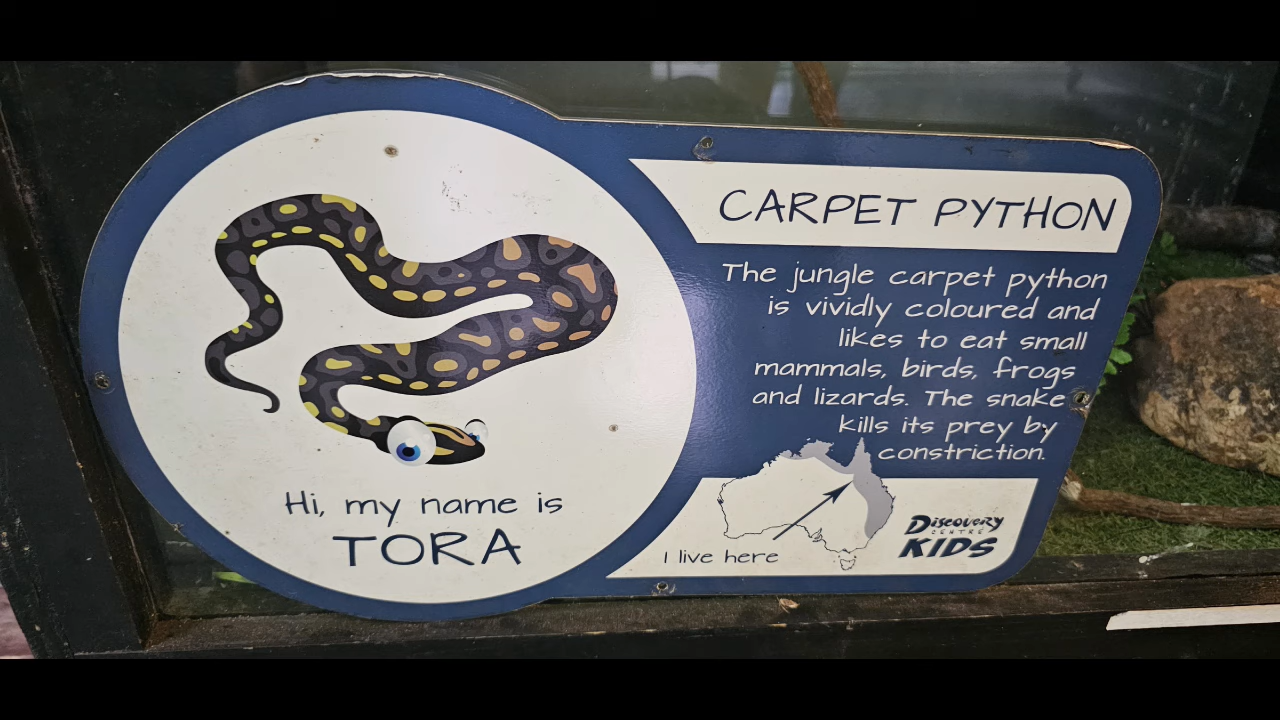 Hi, my name is
TORA
CARPET PYTHON
The jungle carpet python
is vividly coloured and
likes to eat small
mammals, birds, frogs
and lizards. The snake
kills its prey by
constriction.
I live here
DISCOVERY
CENTRE
KIDS